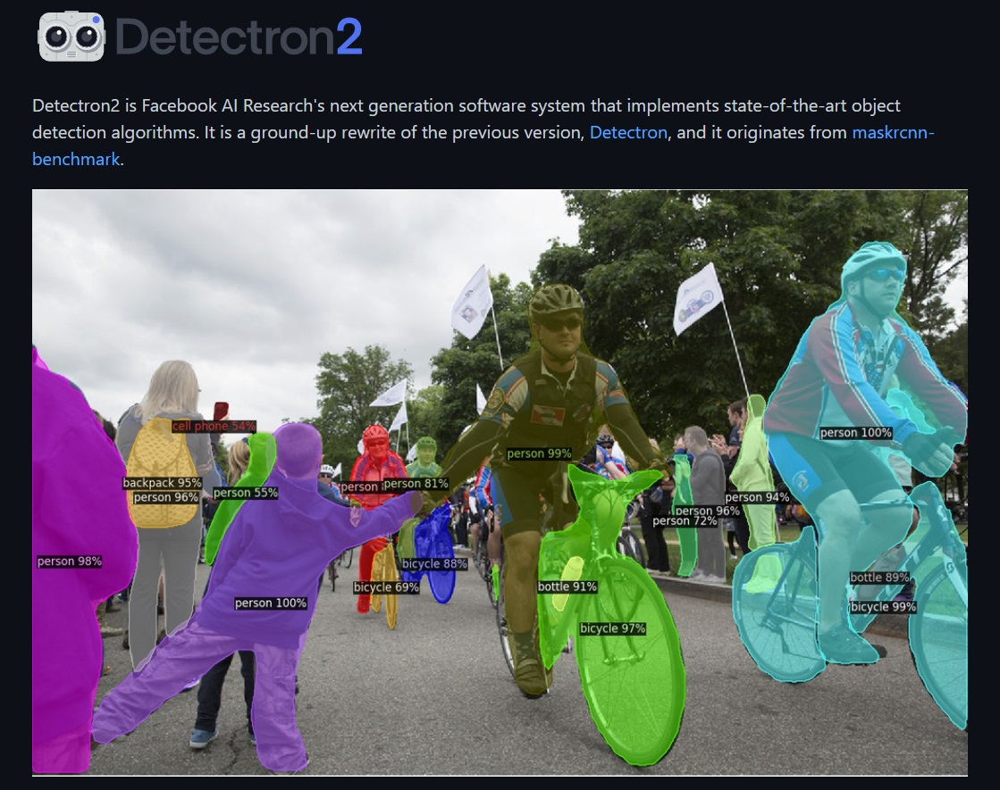 Detectron2
Detectron2 is Facebook AI Research's next generation software system that implements state-of-the-art object
detection algorithms. It is a ground-up rewrite of the previous version, Detectron, and it originates from maskrcnn-
benchmark.
cell phone 54%
person 100%
person 99%
backpack 95%
person
person 81%
person 96%
person 55%
person 94%
person 96%
person 72%
person 98%
bicycle 88%
bicycle 69%
bottle 91%
bottle 89%
person 100%
bicycle 99%
bicycle 97%